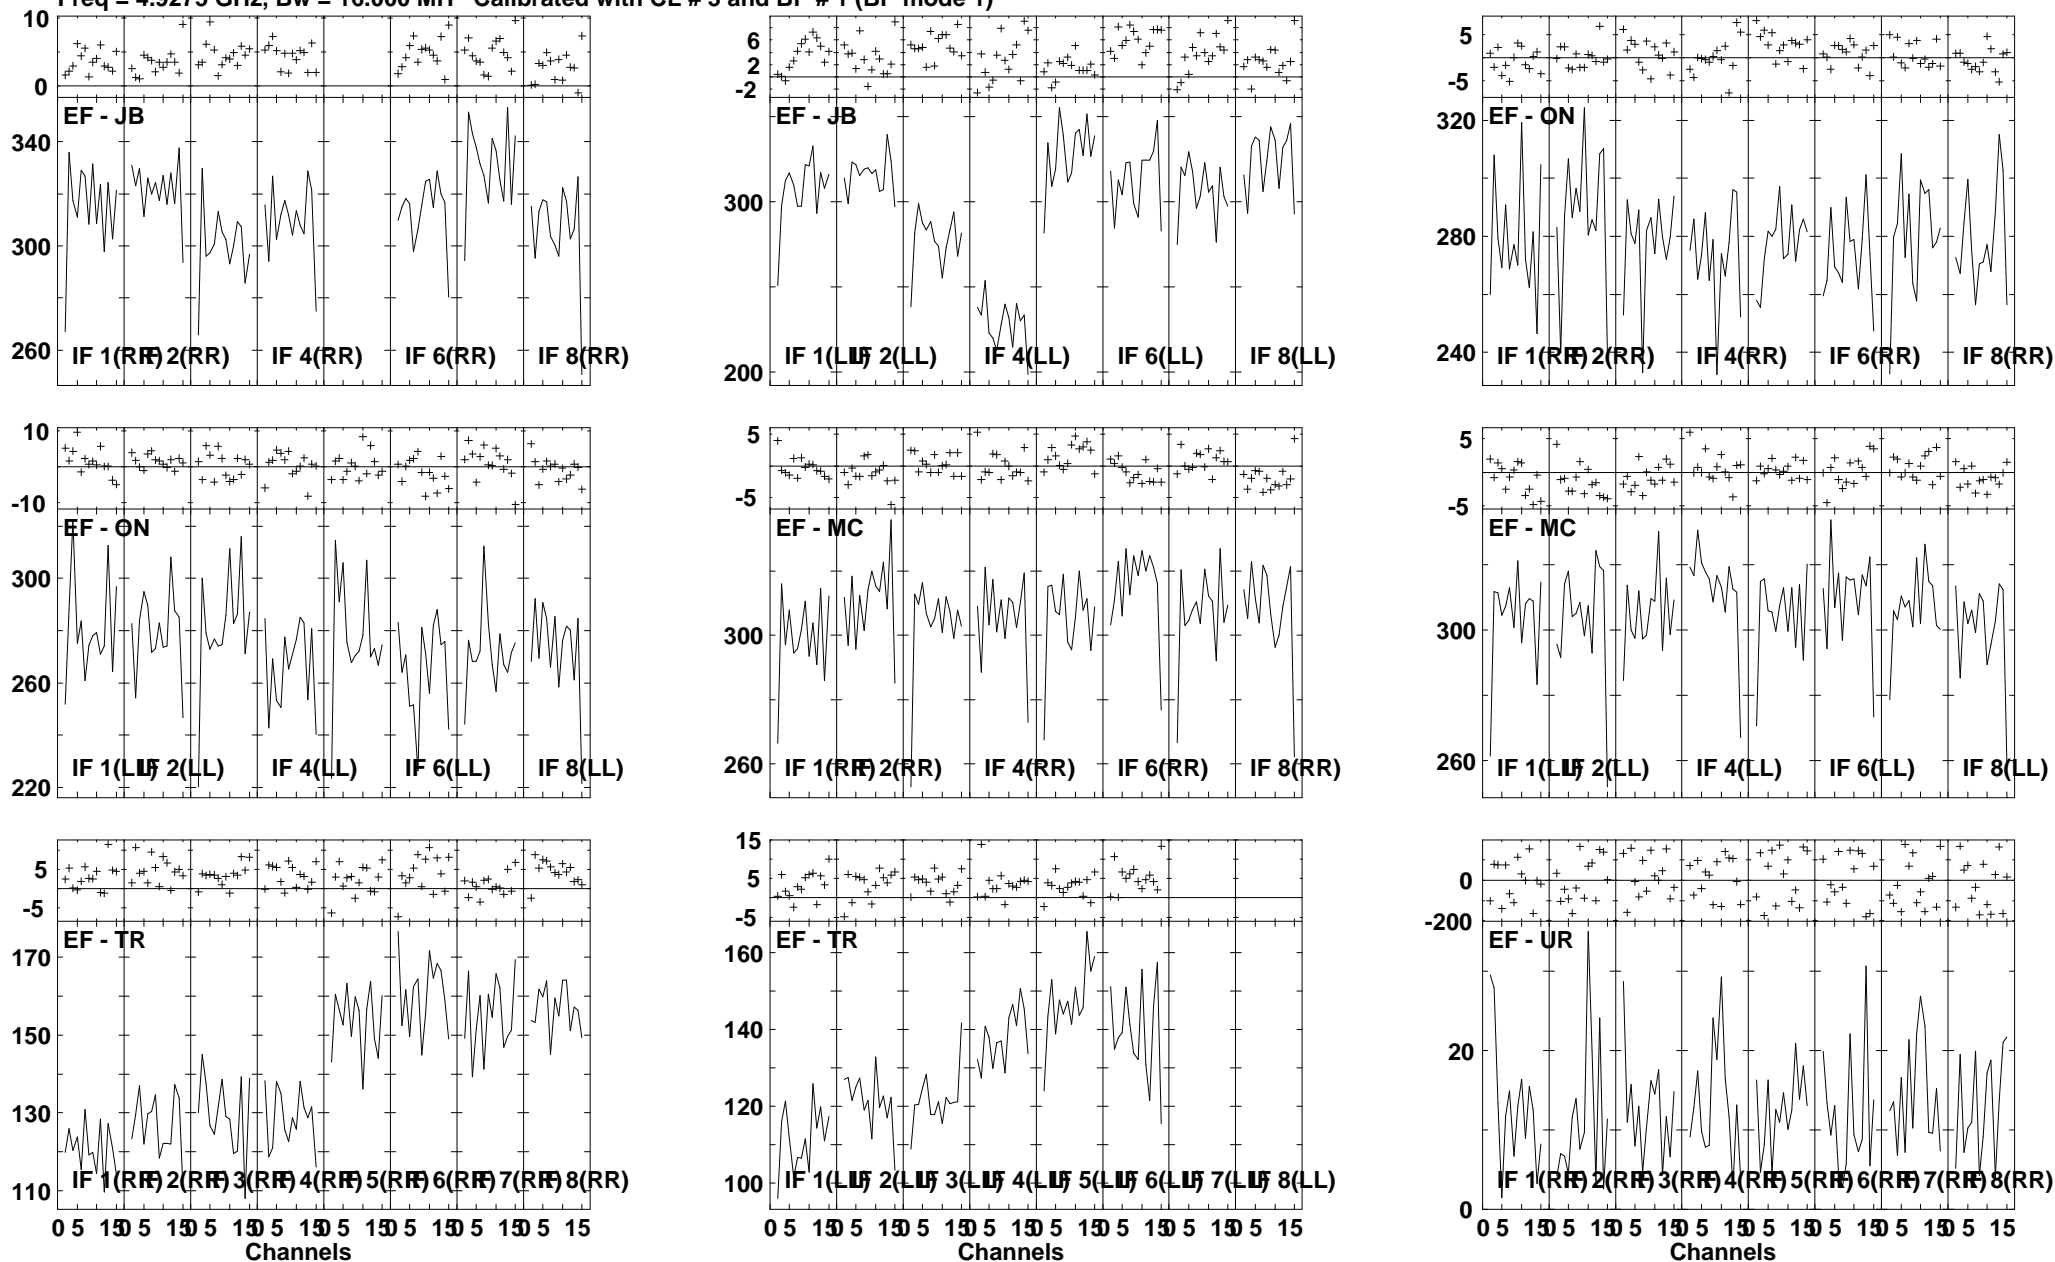 Freq = 4.9275 GHz, Bw = 16.000 MH Calibrated with CL # 3 and BP # 1 (BP mode 1)
10
0
EF - JB
340
300
260
IF 1(RR) IF 2(RR) IF 4(RR) IF 6(RR) IF 8(RR)
6
2
-2
EF - JB
300
200
IF 1(LL) IF 2(LL) IF 4(LL) IF 6(LL) IF 8(LL)
5
-5
EF - ON
320
280
240
IF 1(RR) IF 2(RR) IF 4(RR) IF 6(RR) IF 8(RR)
10
0
-10
EF - ON
300
260
220
IF 1(LL) IF 2(LL) IF 4(LL) IF 6(LL) IF 8(LL)
5
-5
EF - MC
300
260
IF 1(RR) IF 2(RR) IF 4(RR) IF 6(RR) IF 8(RR)
5
-5
EF - MC
300
260
IF 1(LL) IF 2(LL) IF 4(LL) IF 6(LL) IF 8(LL)
5
-5
EF - TR
170
150
130
110
IF 1(RR) IF 2(RR) IF 3(RR) IF 4(RR) IF 5(RR) IF 6(RR) IF 7(RR) IF 8(RR)
0 5 15 0 5 15 0 5 15 0 5 15 0 5 15 0 5 15 0 5 15 0 5 15
Channels
15
5
-5
EF - TR
160
140
120
100
IF 1(LL) IF 2(LL) IF 3(LL) IF 4(LL) IF 5(LL) IF 6(LL) IF 7(LL) IF 8(LL)
0 5 15 0 5 15 0 5 15 0 5 15 0 5 15 0 5 15 0 5 15 0 5 15
Channels
0
-200
EF - UR
20
0
IF 1(RR) IF 2(RR) IF 3(RR) IF 4(RR) IF 5(RR) IF 6(RR) IF 7(RR) IF 8(RR)
0 5 15 0 5 15 0 5 15 0 5 15 0 5 15 0 5 15 0 5 15 0 5 15
Channels